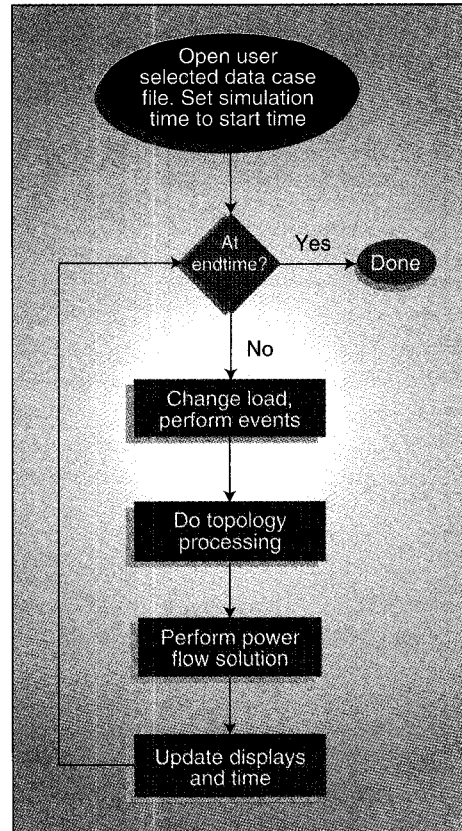 Open user
selected data case
file. Set simulation
time to start time
At
endtime?
Yes
Done
No
Change load,
perform events
Do topology
processing
Perform power
flow solution
Update displays
and time